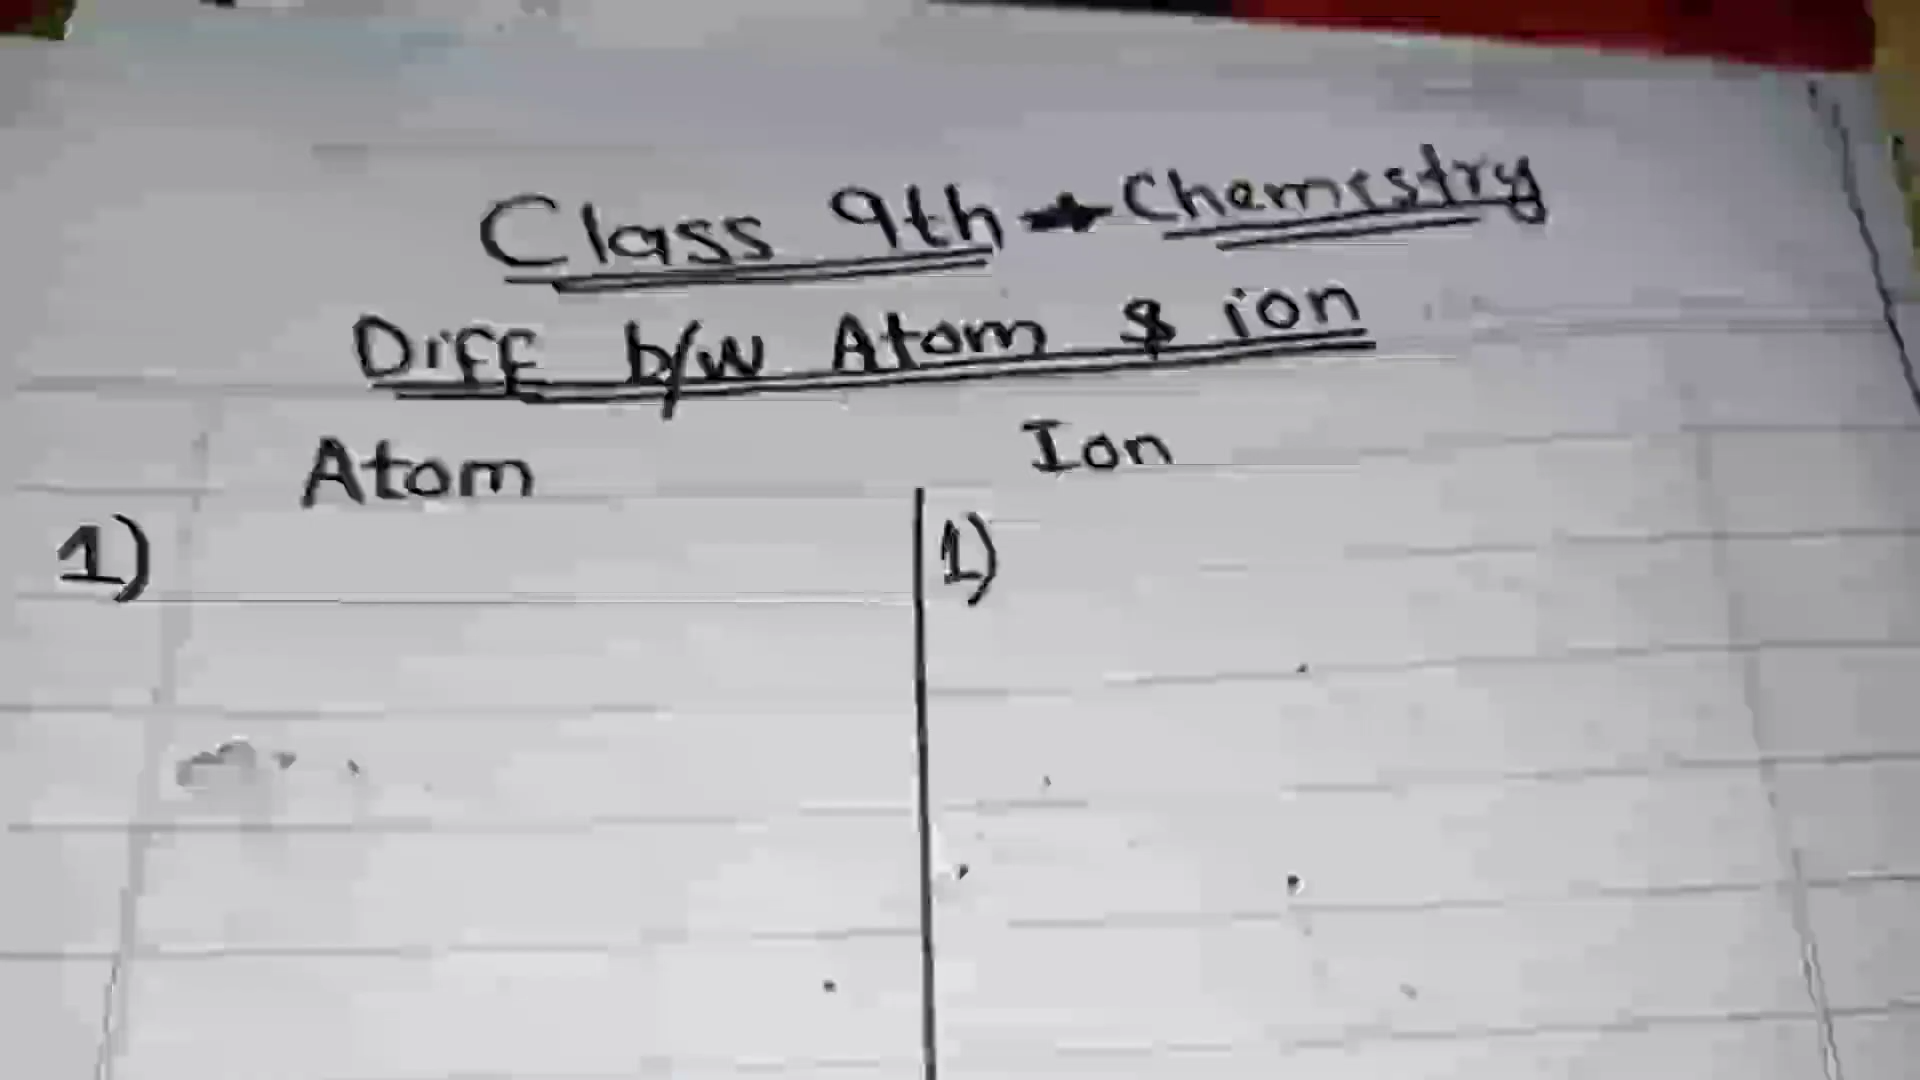 Class 9th → Chemistry
Diff b/w Atom & ion
Atom Ion
1) 1)